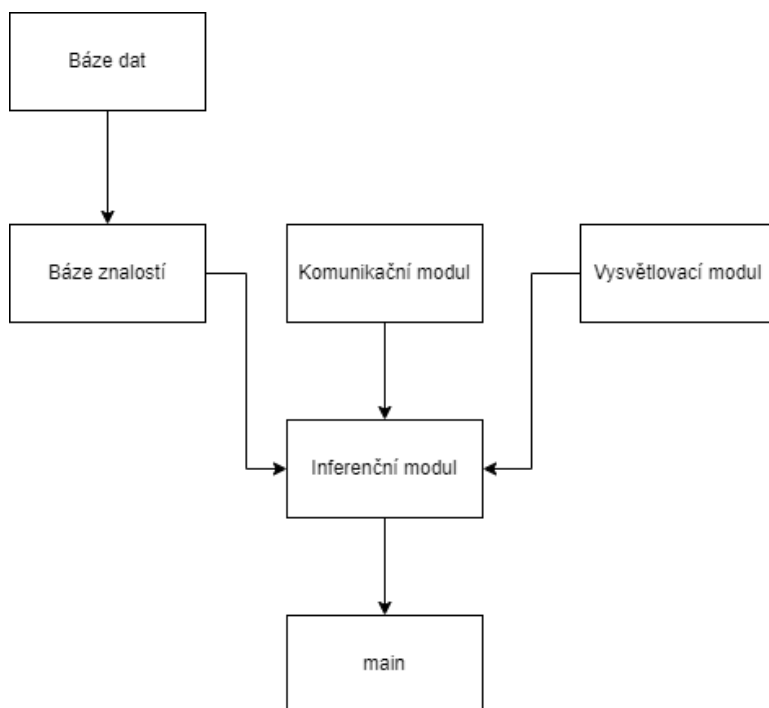 Báze dat
Báze znalostí
Komunikační modul
Vysvětlovací modul
Inferenční modul
main